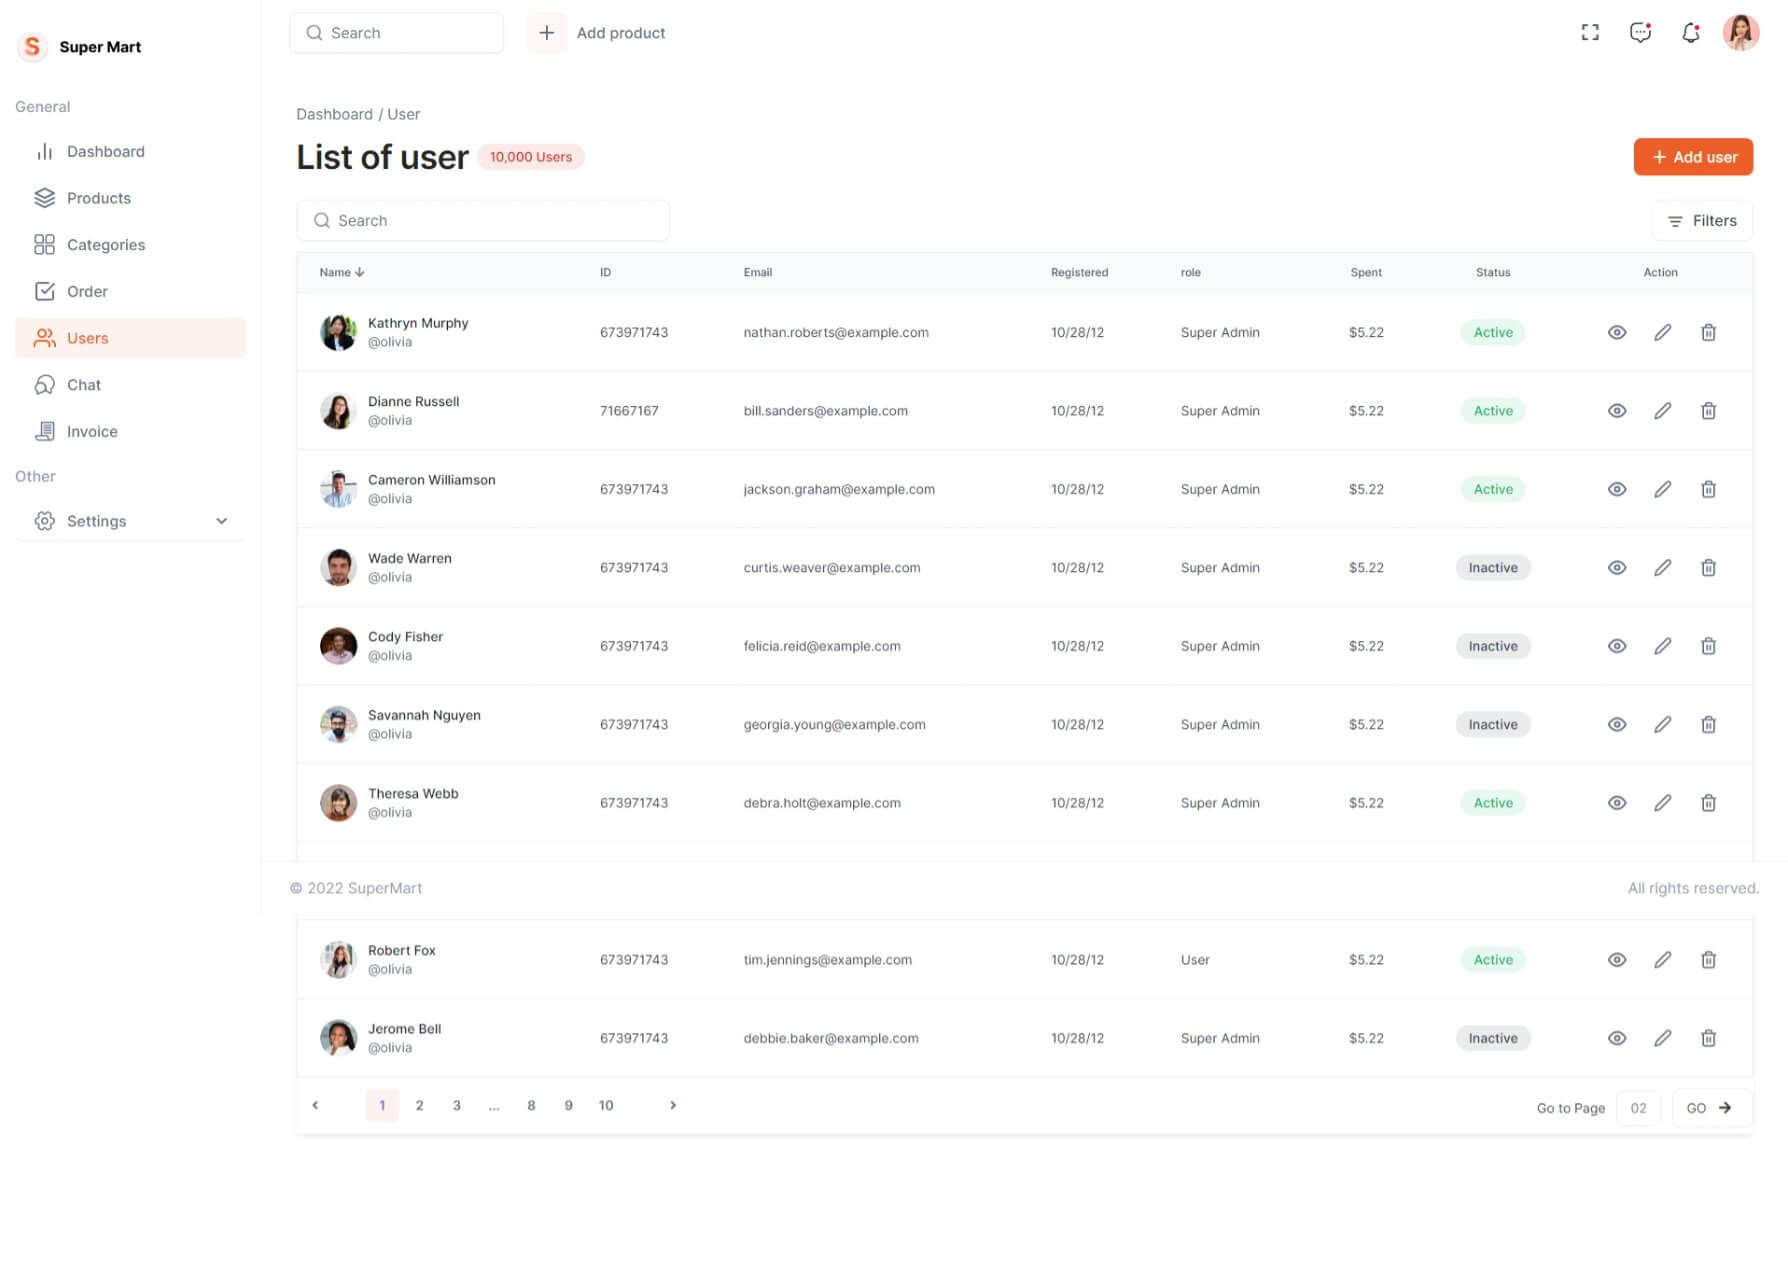 Super Mart
Search
Add product
General
Dashboard
Products
Categories
Order
Users
Chat
Invoice
Other
Settings
Dashboard / User
List of user 10,000 Users
+ Add user
Search
Filters
Name ID Email Registered role Spent Status Action
Kathryn Murphy
@olivia
673971743 nathan.roberts@example.com 10/28/12 Super Admin $5.22 Active
Dianne Russell
@olivia
71667167 bill.sanders@example.com 10/28/12 Super Admin $5.22 Active
Cameron Williamson
@olivia
673971743 jackson.graham@example.com 10/28/12 Super Admin $5.22 Active
Wade Warren
@olivia
673971743 curtis.weaver@example.com 10/28/12 Super Admin $5.22 Inactive
Cody Fisher
@olivia
673971743 felicia.reid@example.com 10/28/12 Super Admin $5.22 Inactive
Savannah Nguyen
@olivia
673971743 georgia.young@example.com 10/28/12 Super Admin $5.22 Inactive
Theresa Webb
@olivia
673971743 debra.holt@example.com 10/28/12 Super Admin $5.22 Active
© 2022 SuperMart All rights reserved.
Robert Fox
@olivia
673971743 tim.jennings@example.com 10/28/12 User $5.22 Active
Jerome Bell
@olivia
673971743 debbie.baker@example.com 10/28/12 Super Admin $5.22 Inactive
1 2 3 ... 8 9 10
Go to Page 02 GO